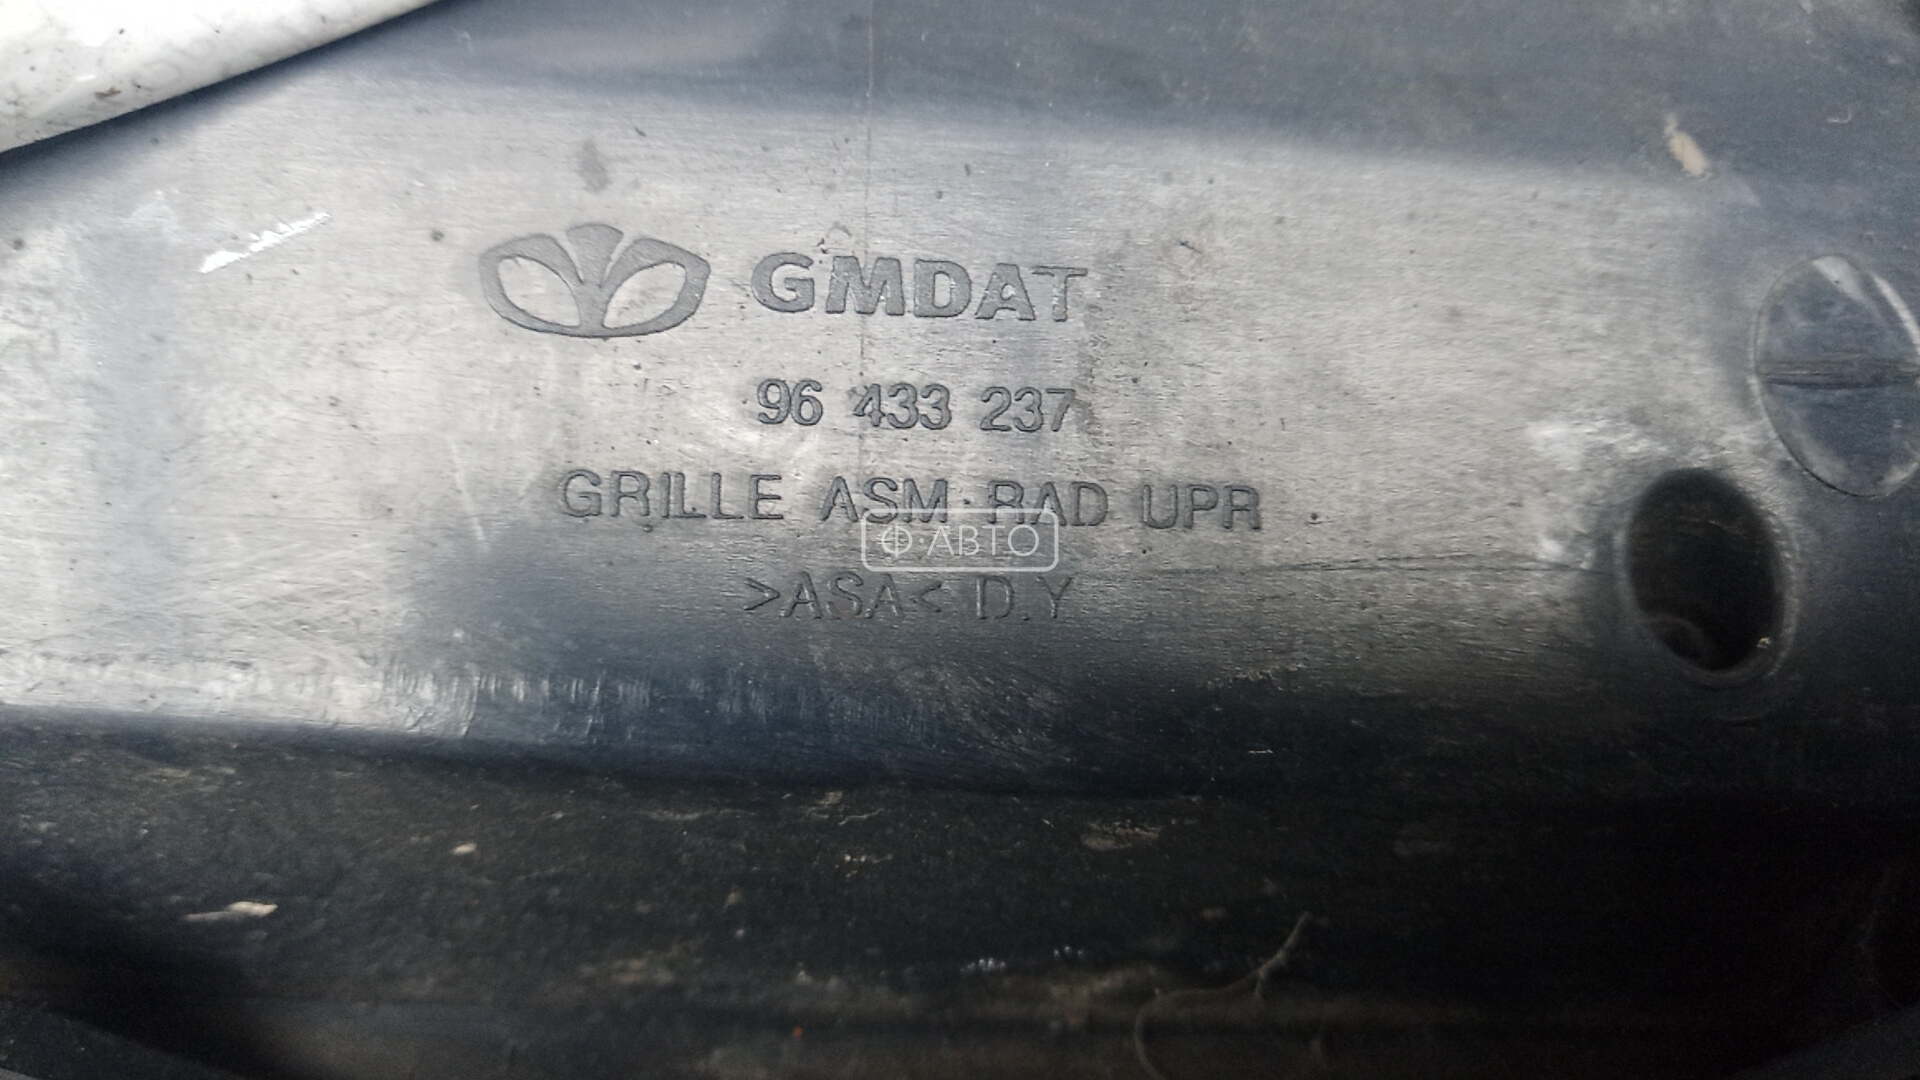 GMDAT
96 433 237
GRILLE ASM-RAD UPR
Ф·АВТО
>ASA< D.Y